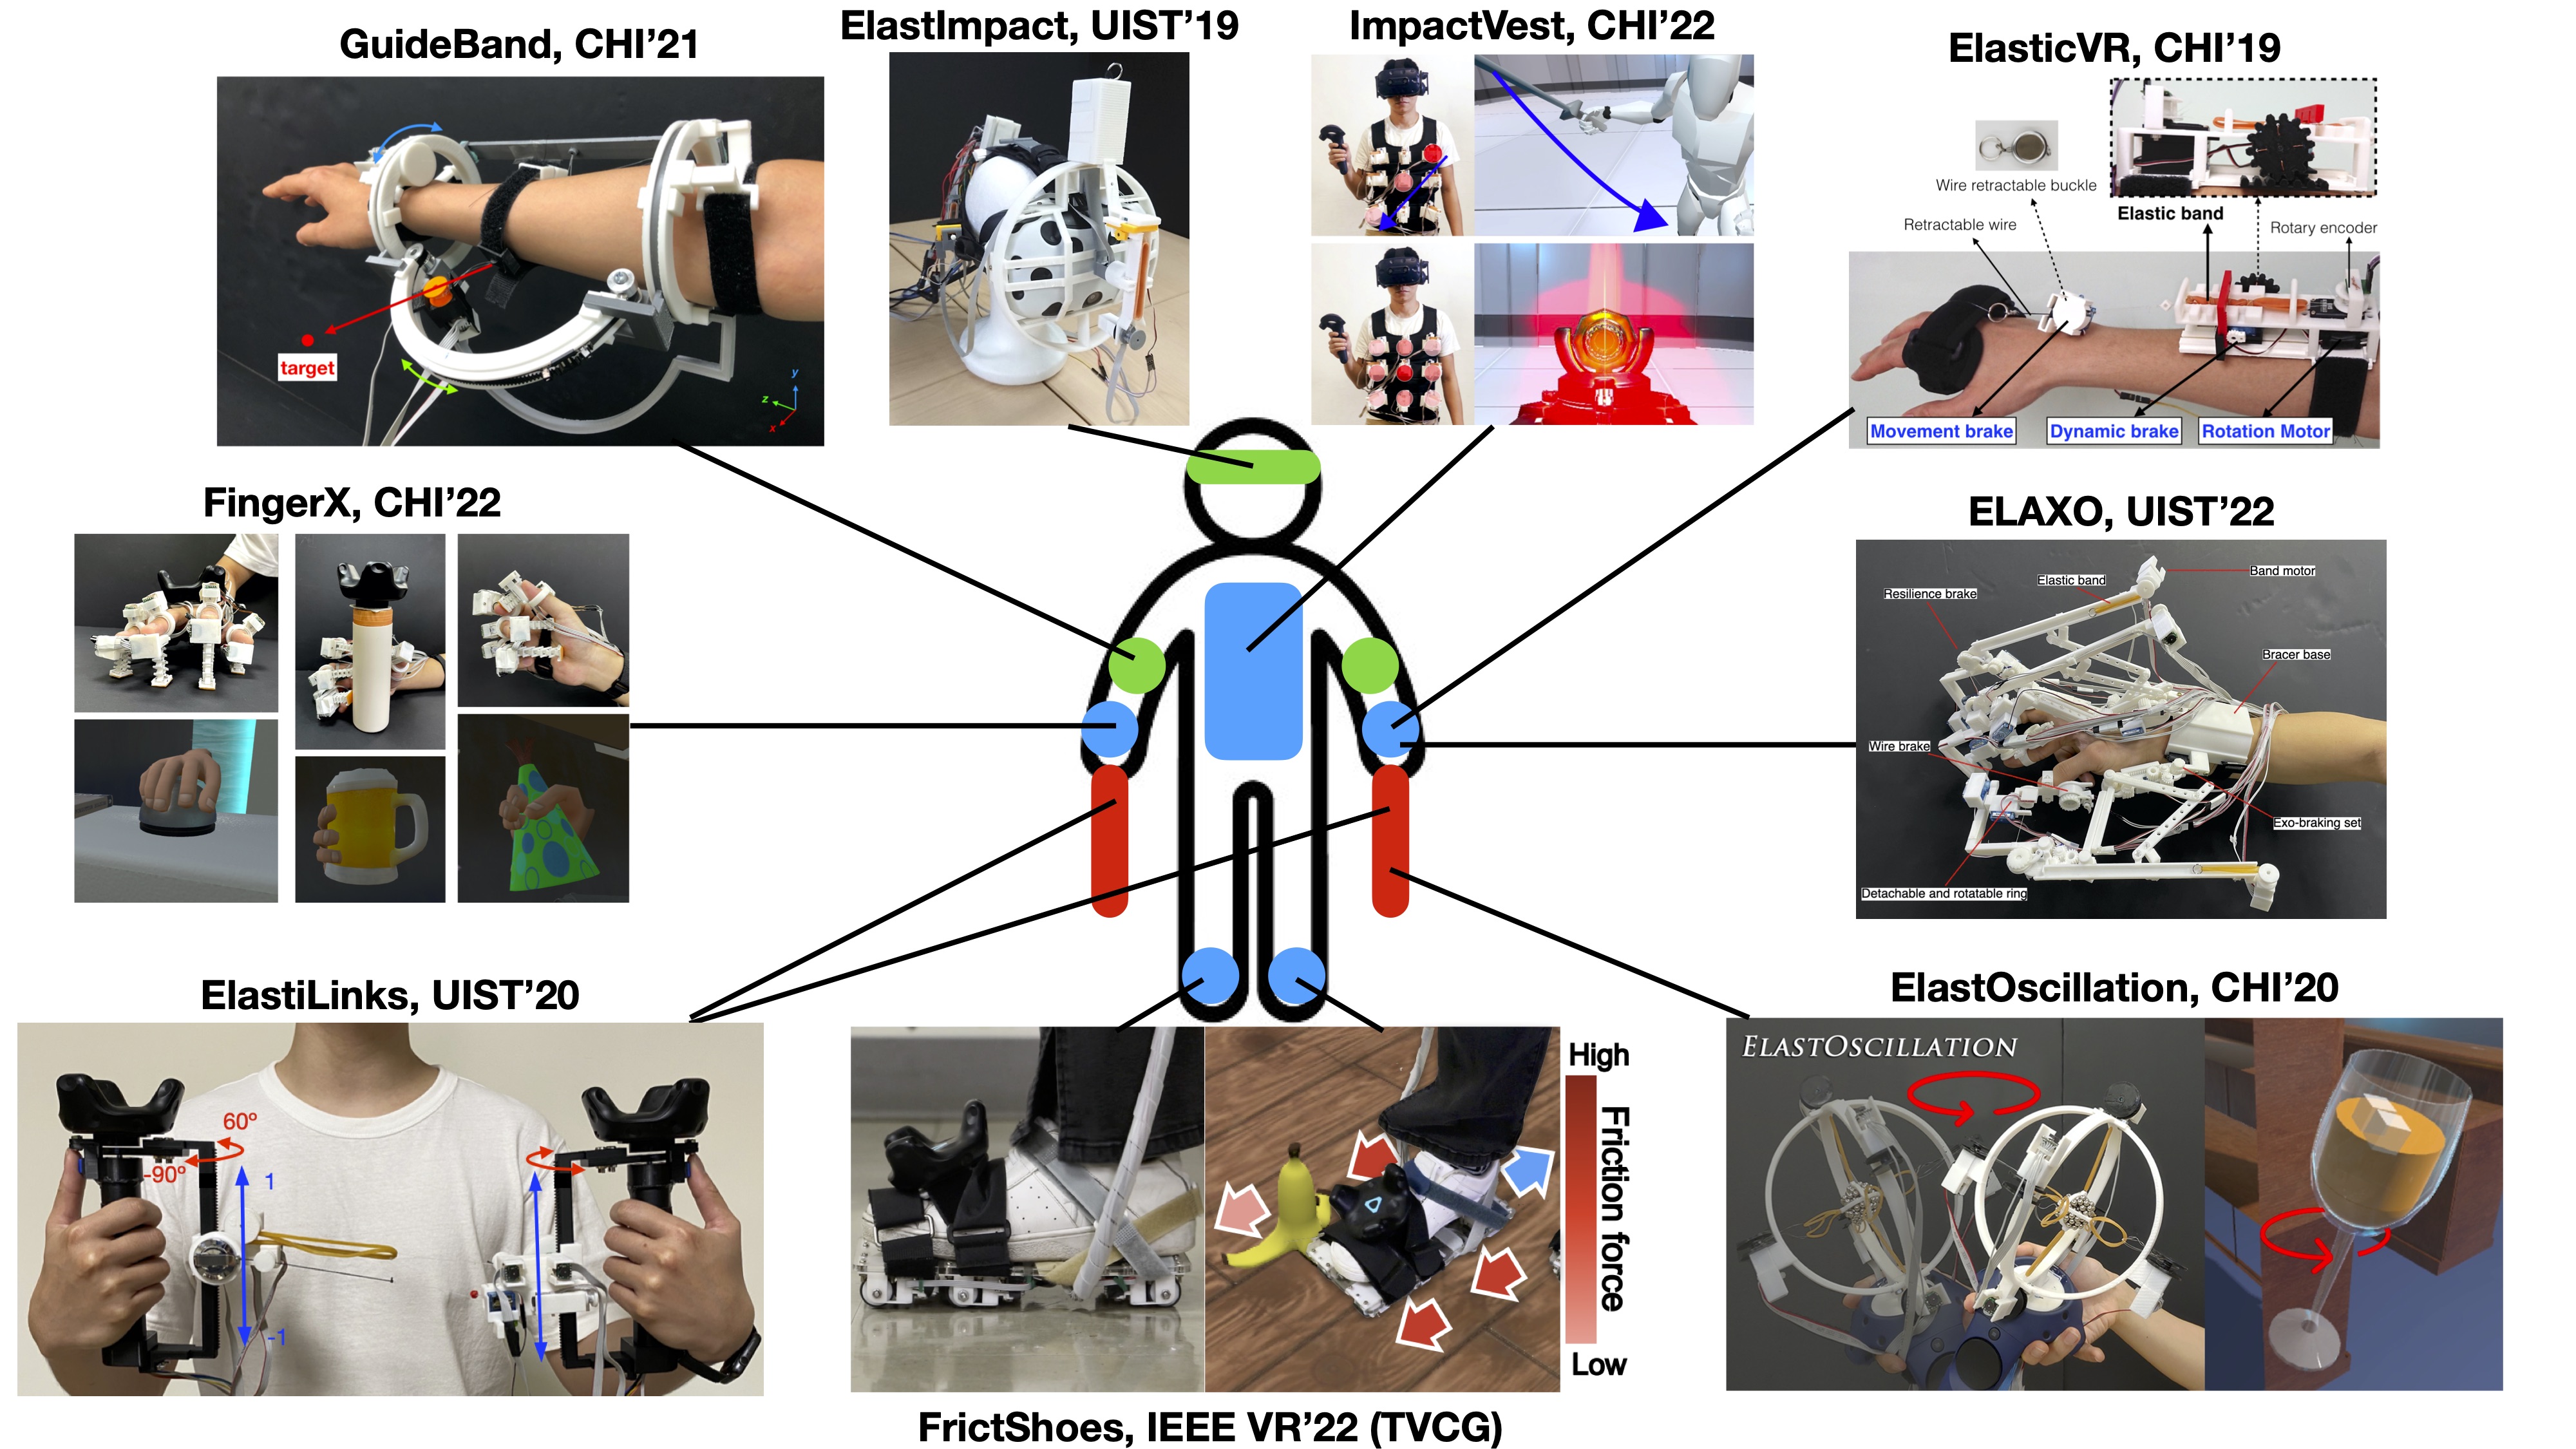 GuideBand, CHI’21
ElastImpact, UIST’19
ImpactVest, CHI’22
ElasticVR, CHI’19
target
y
z
x
Wire retractable buckle
Elastic band
Retractable wire
Rotary encoder
Movement brake
Dynamic brake
Rotation Motor
FingerX, CHI’22
ELAXO, UIST’22
Band motor
Elastic band
Resilience brake
Bracer base
Wire brake
Exo-braking set
Detachable and rotatable ring
ElastiLinks, UIST’20
60º
-90º
1
-1
High
Friction force
Low
FrictShoes, IEEE VR’22 (TVCG)
ElastOscillation, CHI’20
ELASTOSCILLATION